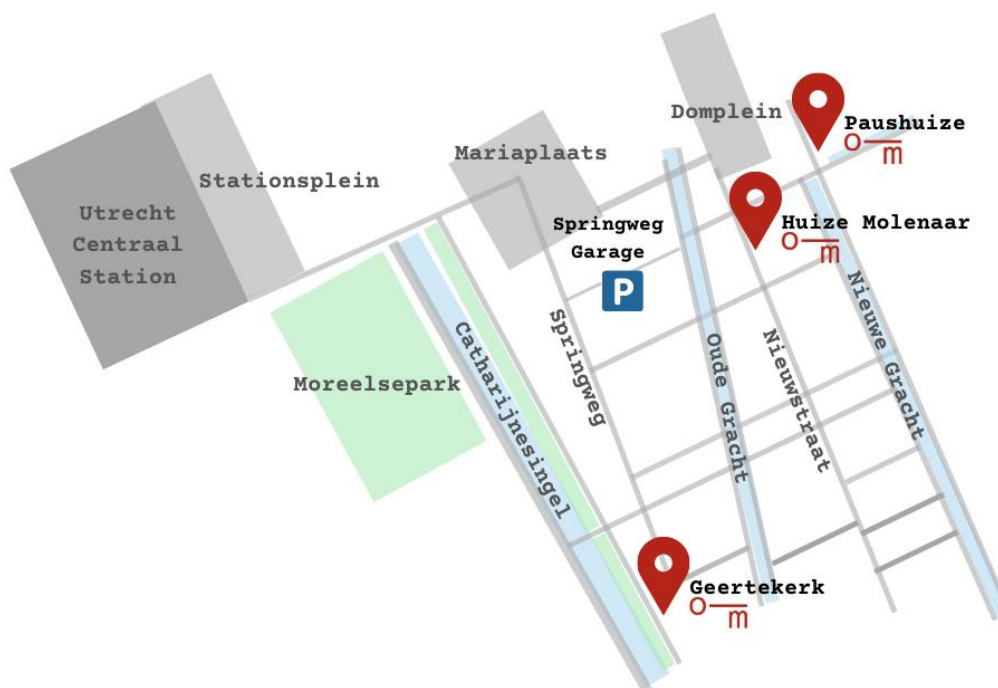 Domplein
Paushuize
O—m
Mariaplaats
Stationsplein
Utrecht
Centraal
Station
Springweg
Garage
P
Huize Molenaar
O—m
Moreelsepark
Catharijnesingel
Springweg
Oude Gracht
Nieuwstraat
Nieuwe Gracht
Geertekerk
O—m